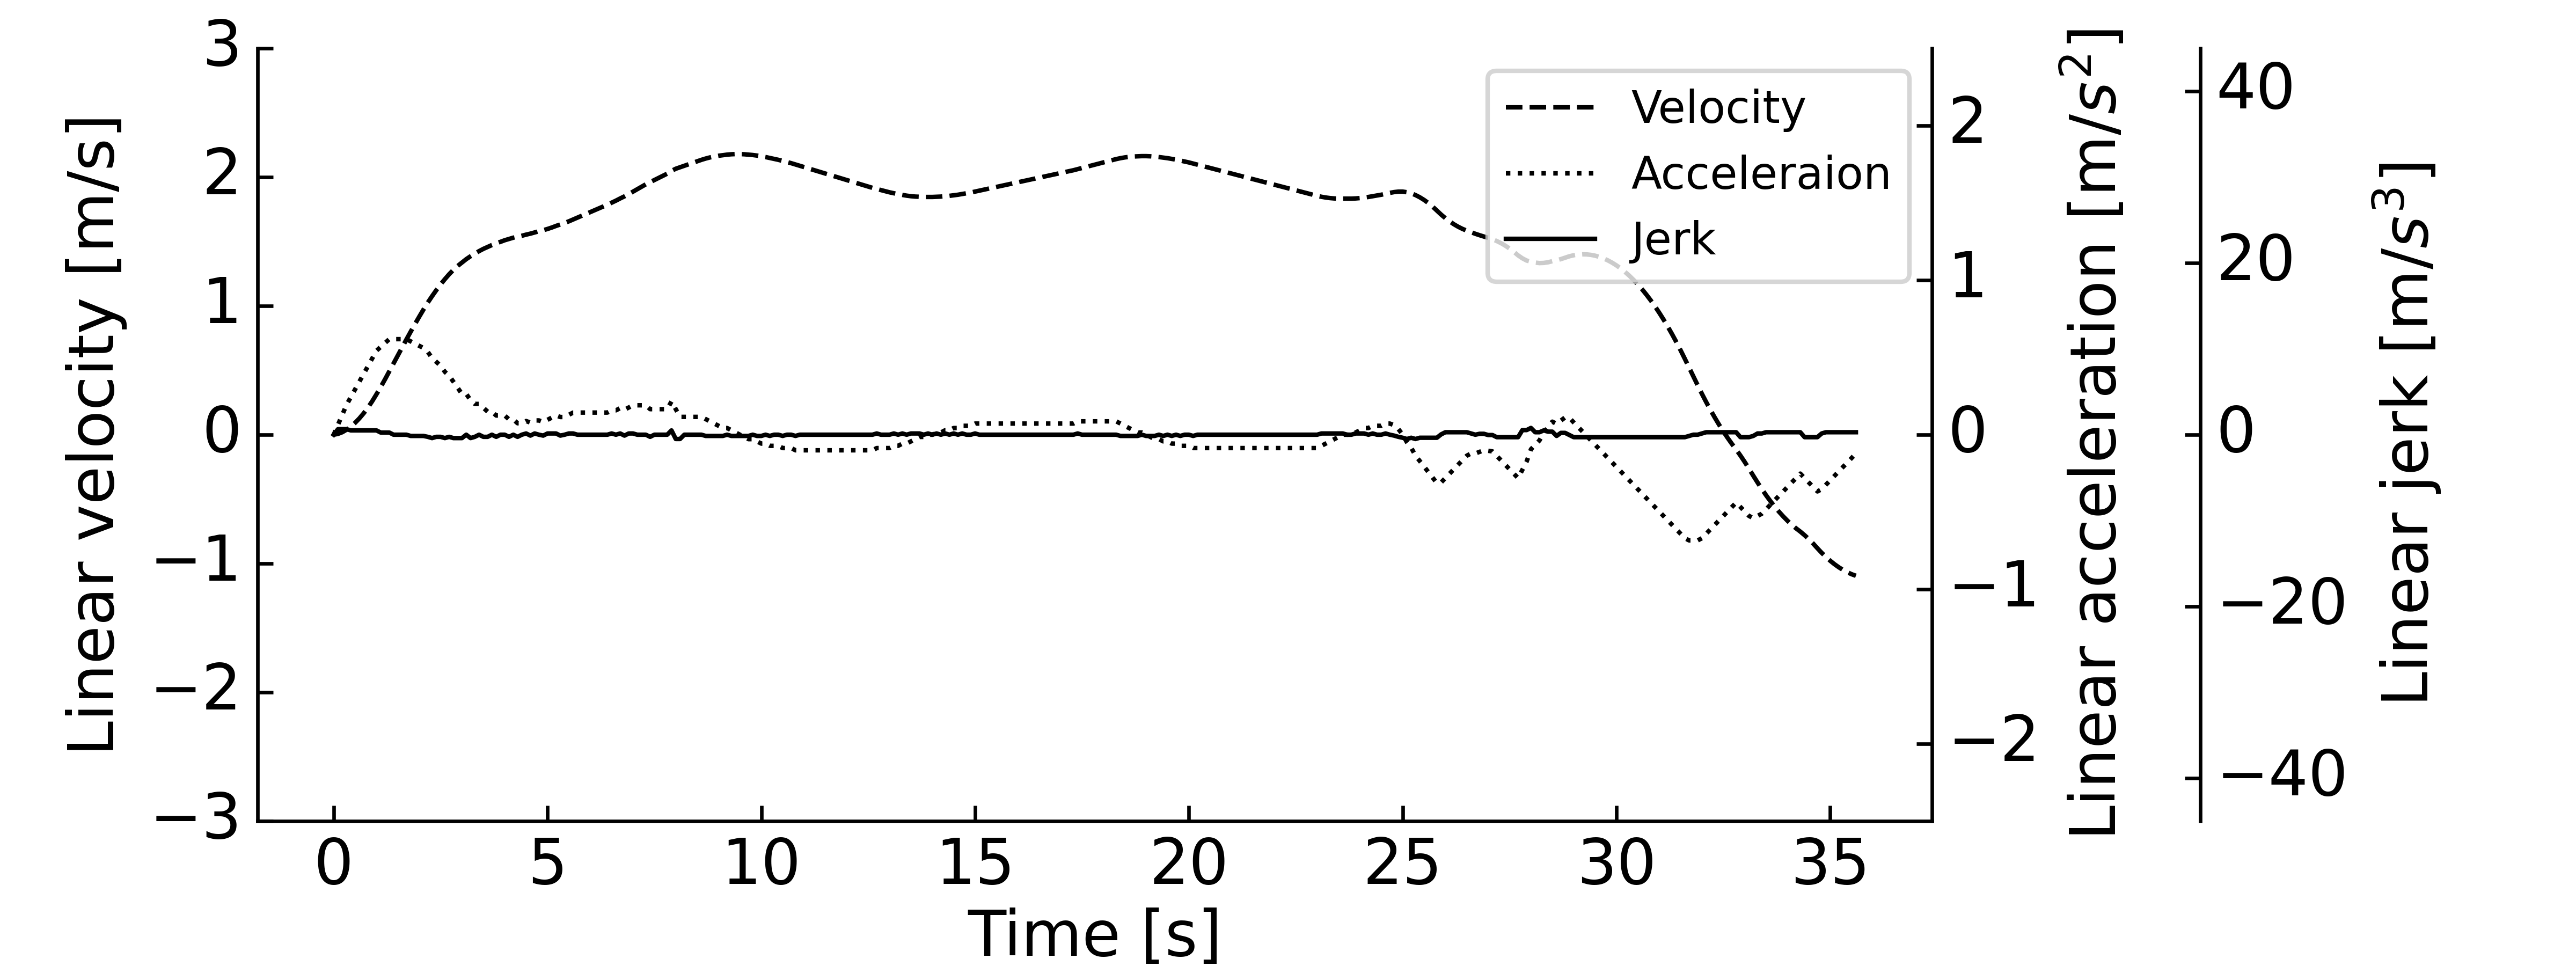 Linear velocity [m/s]
3
2
1
0
−1
−2
−3
0 5 10 15 20 25 30 35
Time [s]
Velocity
Acceleraion
Jerk
2
1
0
−1
−2
Linear acceleration [m/s²]
40
20
0
−20
−40
Linear jerk [m/s³]